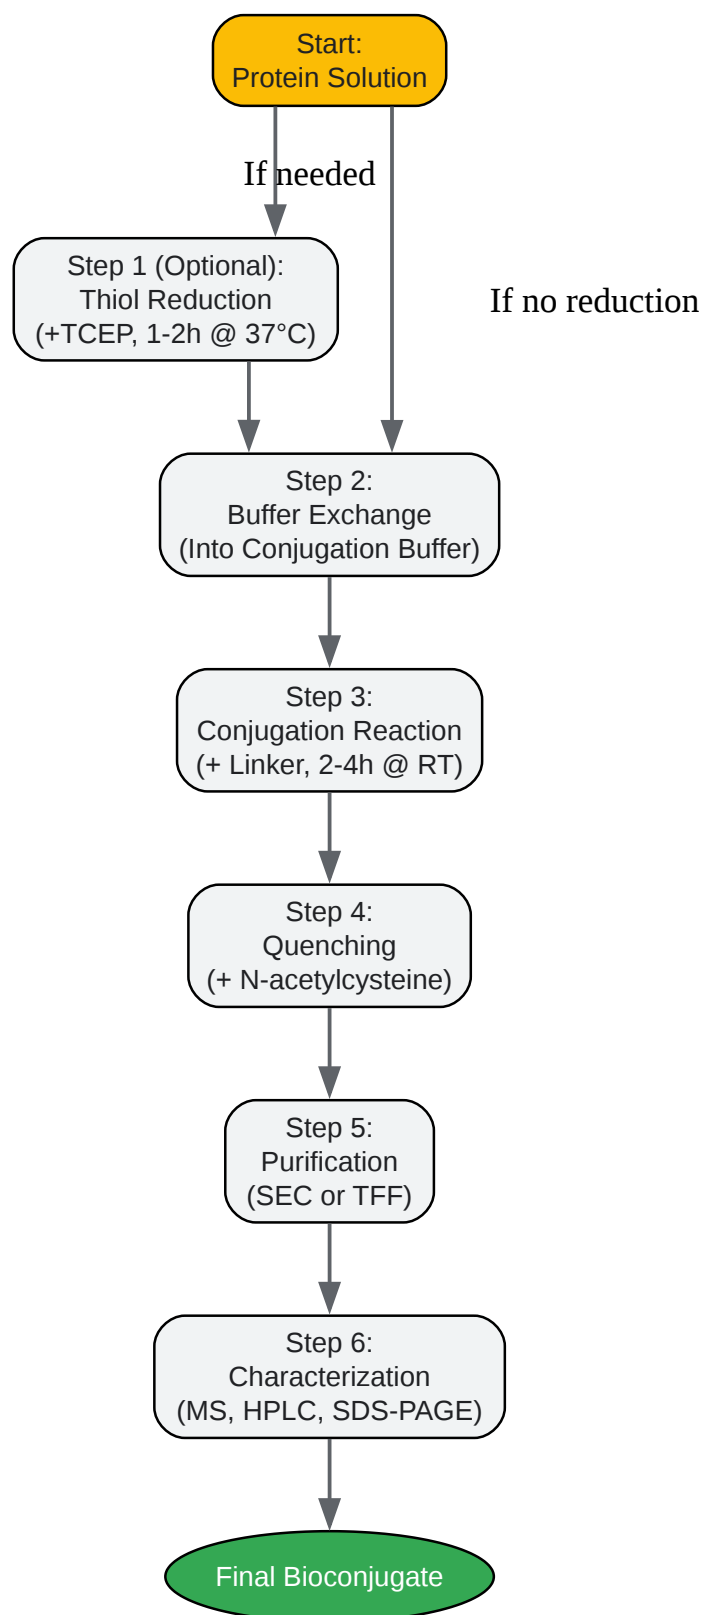 Start:
Protein Solution
If needed
Step 1 (Optional):
Thiol Reduction
(+TCEP, 1-2h @ 37°C)
If no reduction
Step 2:
Buffer Exchange
(Into Conjugation Buffer)
Step 3:
Conjugation Reaction
(+ Linker, 2-4h @ RT)
Step 4:
Quenching
(+ N-acetylcysteine)
Step 5:
Purification
(SEC or TFF)
Step 6:
Characterization
(MS, HPLC, SDS-PAGE)
Final Bioconjugate